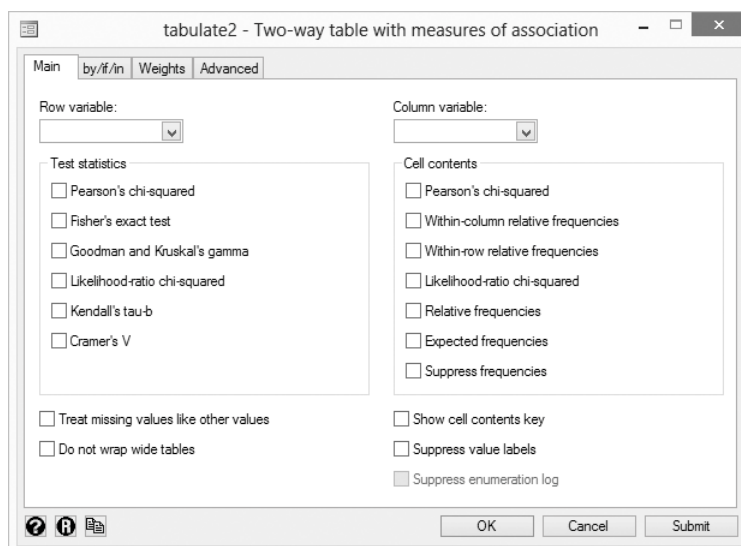 tabulate2 - Two-way table with measures of association
Main
by/if/in
Weights
Advanced
Row variable:
Column variable:
Test statistics
Pearson's chi-squared
Fisher's exact test
Goodman and Kruskal's gamma
Likelihood-ratio chi-squared
Kendall's tau-b
Cramer's V
Cell contents
Pearson's chi-squared
Within-column relative frequencies
Within-row relative frequencies
Likelihood-ratio chi-squared
Relative frequencies
Expected frequencies
Suppress frequencies
Treat missing values like other values
Do not wrap wide tables
Show cell contents key
Suppress value labels
Suppress enumeration log
? R
OK
Cancel
Submit